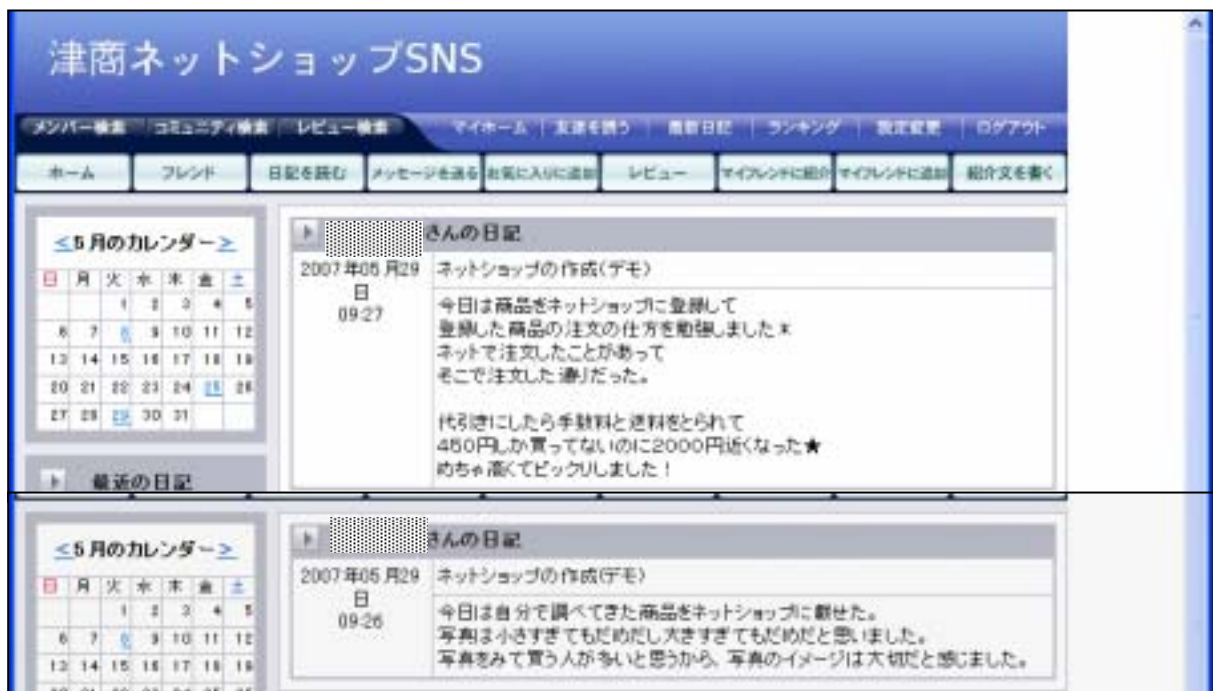 津商ネットショップSNS
メンバー検索 コミュニティ検索 レビュー検索 マイホーム 友達を誘う 最新日記 ランキング 設定変更 ログアウト
ホーム フレンド 日記を読む メッセージを送る お気に入りに追加 レビュー マイフレンドに紹介 マイフレンドに追加 紹介文を書く
<5月のカレンダー>
日 月 火 水 木 金 土
1 2 3 4 5
6 7 8 9 10 11 12
13 14 15 16 17 18 19
20 21 22 23 24 25 26
27 28 29 30 31
最近の日記
さんの日記
2007年05月29日
09:27
ネットショップの作成(デモ)
今日は商品をネットショップに登録して
登録した商品の注文の仕方を勉強しました*
ネットで注文したことがあって
そこで注文した通りだった。
代引きにしたら手数料と送料をとられて
450円しか買ってないのに2000円近くなった★
めちゃ高くてビックリしました!
<5月のカレンダー>
日 月 火 水 木 金 土
1 2 3 4 5
6 7 8 9 10 11 12
13 14 15 16 17 18 19
さんの日記
2007年05月29日
09:26
ネットショップの作成(デモ)
今日は自分で調べてきた商品をネットショップに載せた。
写真は小さすぎてもだめだし大きすぎてもだめだと思いました。
写真をみて買う人が多いと思うから、写真のイメージは大切だと感じました。